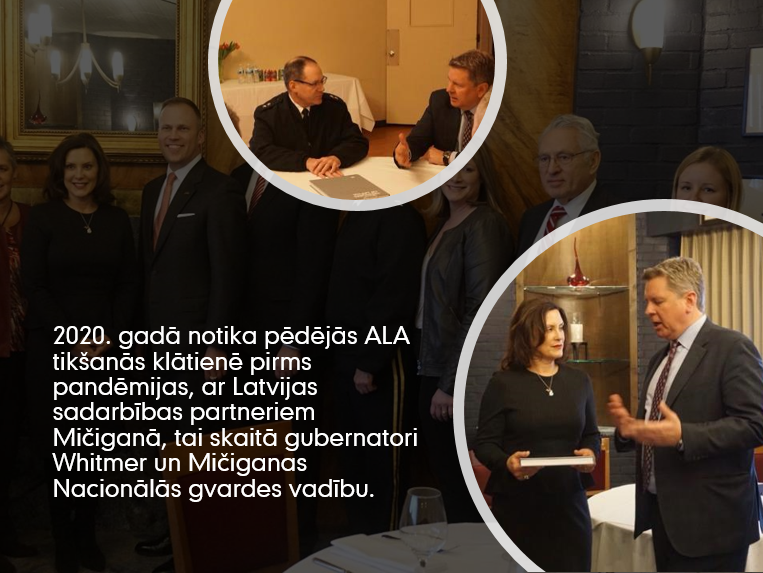 2020. gadā notika pēdējās ALA
tikšanās klātienē pirms
pandēmijas, ar Latvijas
sadarbības partneriem
Mičiganā, tai skaitā gubernatori
Whitmer un Mičiganas
Nacionālās gvardes vadību.